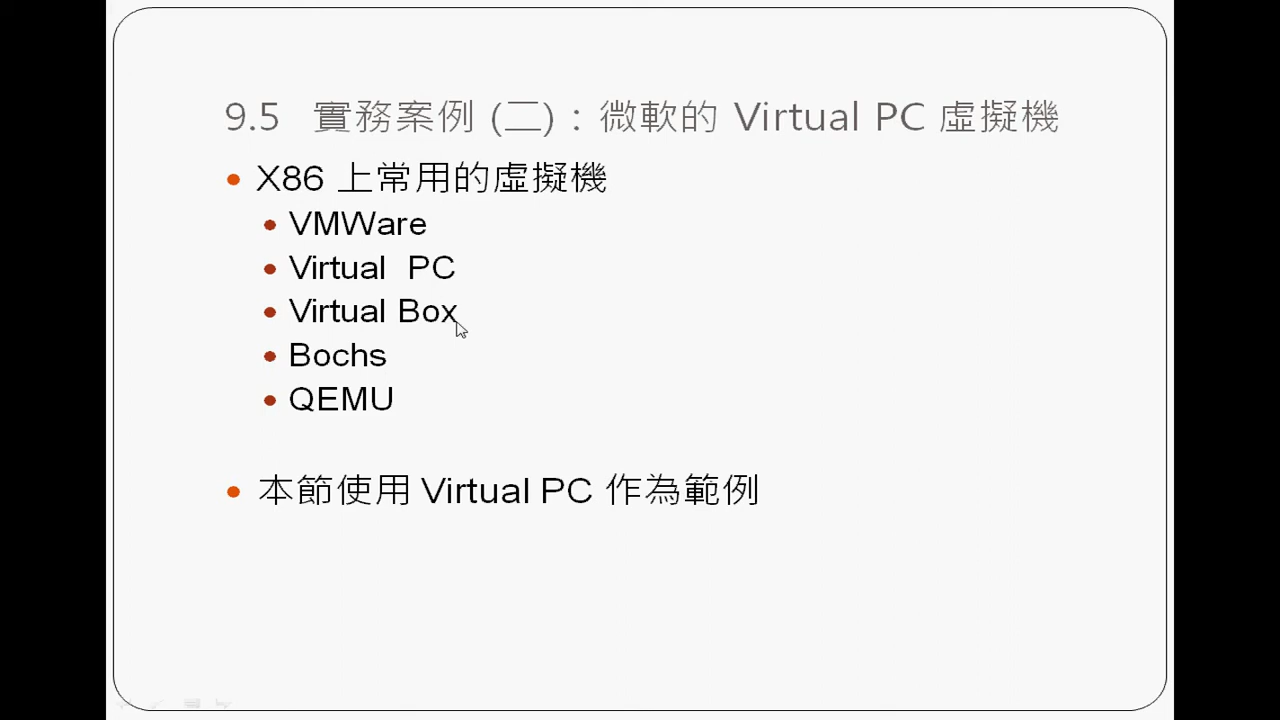 9.5 實務案例 (二)：微軟的 Virtual PC 虛擬機
X86 上常用的虛擬機
VMWare
Virtual PC
Virtual Box
Bochs
QEMU
本節使用 Virtual PC 作為範例